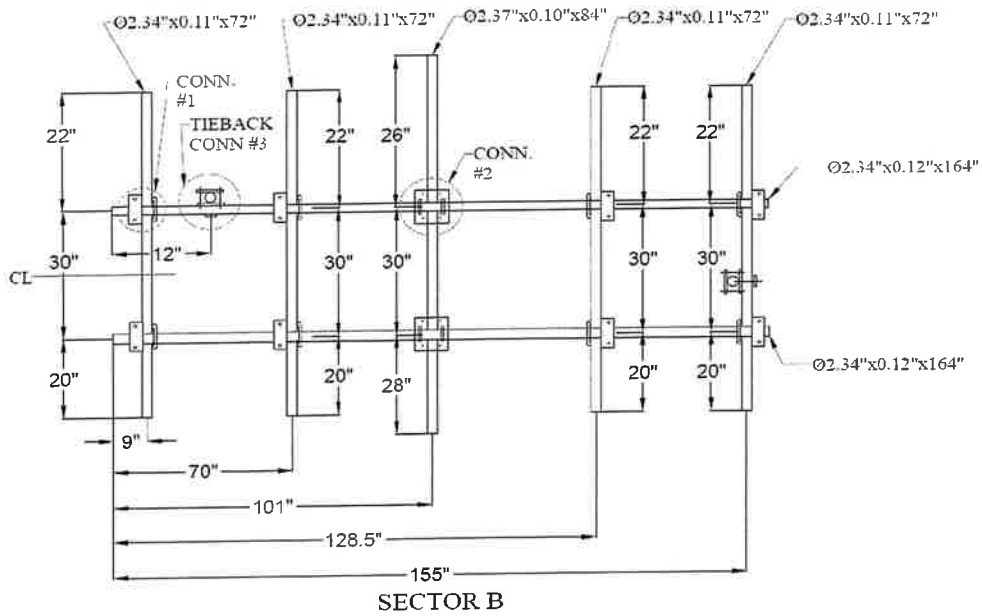 Ø2.34"x0.11"x72"
Ø2.34"x0.11"x72"
Ø2.37"x0.10"x84"
Ø2.34"x0.11"x72"
Ø2.34"x0.11"x72"
CONN.
#1
TIEBACK
CONN #3
CONN.
#2
22"
22"
26"
22"
22"
Ø2.34"x0.12"x164"
12"
30"
30"
30"
30"
30"
CL
20"
20"
28"
20"
20"
Ø2.34"x0.12"x164"
9"
70"
101"
128.5"
155"
SECTOR B